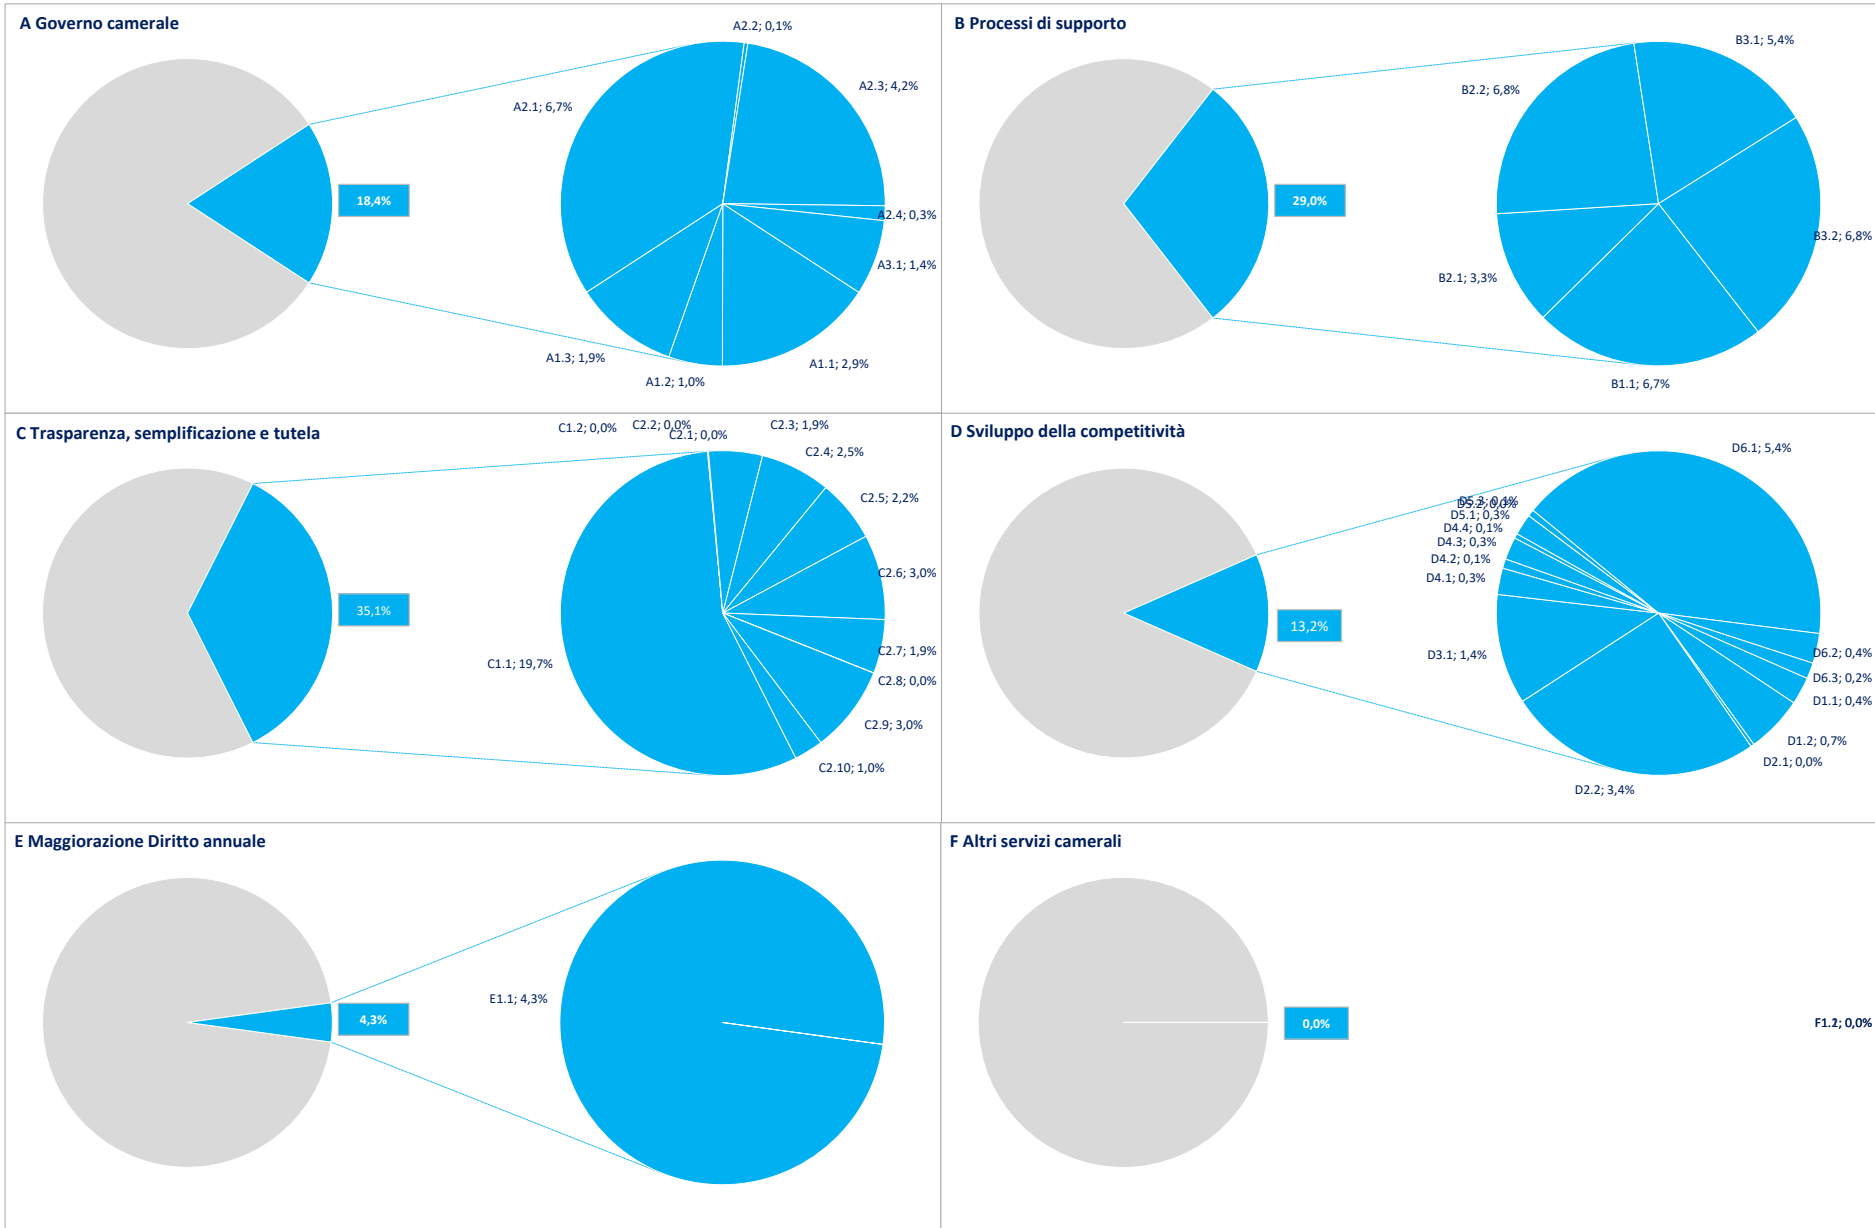 A Governo camerale
A2.2; 0,1%
A2.3; 4,2%
A2.1; 6,7%
18,4%
A2.4; 0,3%
A3.1; 1,4%
A1.3; 1,9%
A1.1; 2,9%
A1.2; 1,0%
B Processi di supporto
B3.1; 5,4%
B2.2; 6,8%
29,0%
B3.2; 6,8%
B2.1; 3,3%
B1.1; 6,7%
C Trasparenza, semplificazione e tutela
C1.2; 0,0%
C2.2; 0,0%
C2.1; 0,0%
C2.3; 1,9%
C2.4; 2,5%
C2.5; 2,2%
C2.6; 3,0%
35,1%
C2.7; 1,9%
C1.1; 19,7%
C2.8; 0,0%
C2.9; 3,0%
C2.10; 1,0%
D Sviluppo della competitività
D6.1; 5,4%
D5.3; 0,1%
D5.2; 0,0%
D5.1; 0,3%
D4.4; 0,1%
D4.3; 0,3%
D4.2; 0,1%
D4.1; 0,3%
13,2%
D3.1; 1,4%
D6.2; 0,4%
D6.3; 0,2%
D1.1; 0,4%
D1.2; 0,7%
D2.1; 0,0%
D2.2; 3,4%
E Maggiorazione Diritto annuale
E1.1; 4,3%
4,3%
F Altri servizi camerali
0,0%
F1.2; 0,0%